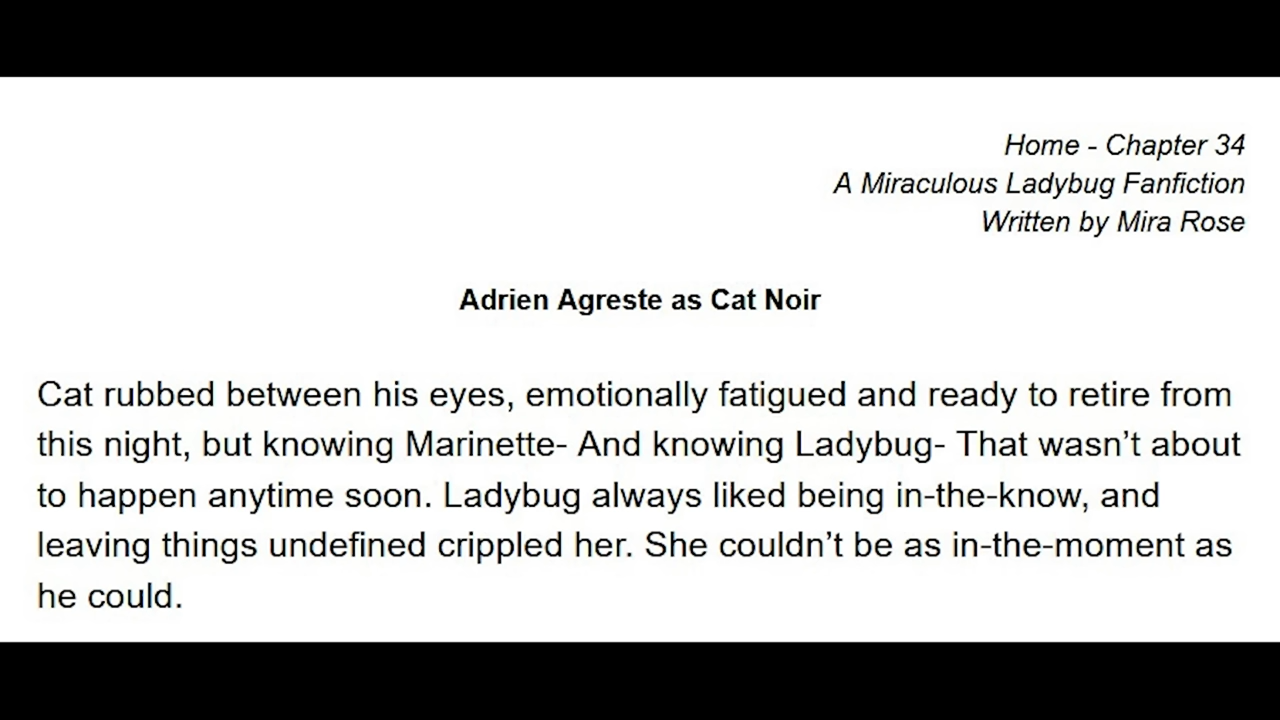 Home - Chapter 34
A Miraculous Ladybug Fanfiction
Written by Mira Rose
Adrien Agreste as Cat Noir
Cat rubbed between his eyes, emotionally fatigued and ready to retire from
this night, but knowing Marinette- And knowing Ladybug- That wasn’t about
to happen anytime soon. Ladybug always liked being in-the-know, and
leaving things undefined crippled her. She couldn’t be as in-the-moment as
he could.